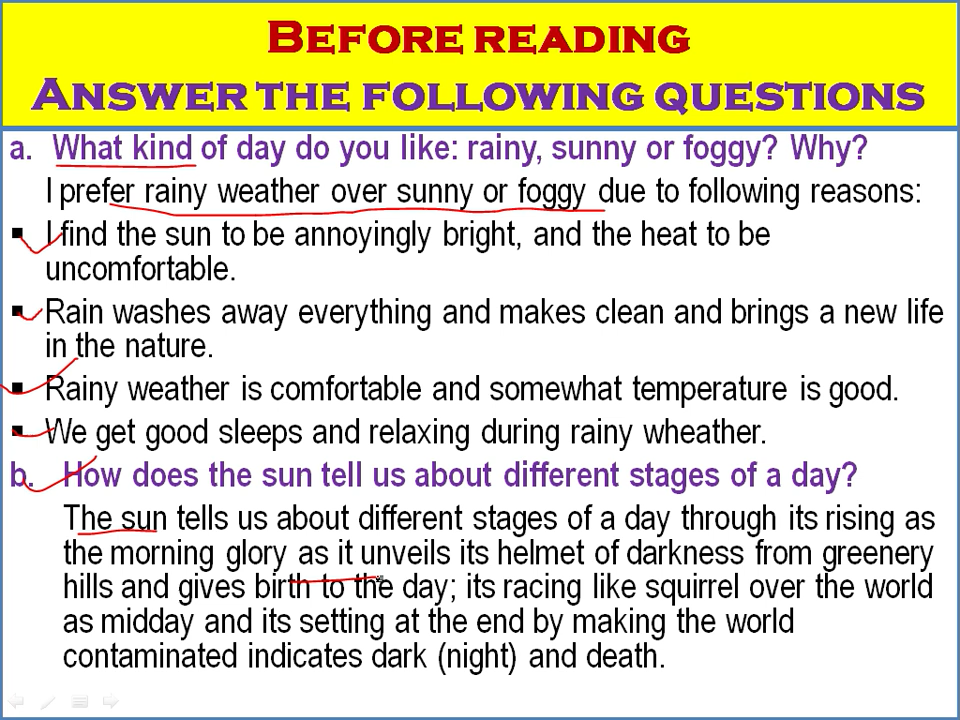 BEFORE READING
ANSWER THE FOLLOWING QUESTIONS
a. What kind of day do you like: rainy, sunny or foggy? Why?
I prefer rainy weather over sunny or foggy due to following reasons:
▪ I find the sun to be annoyingly bright, and the heat to be
uncomfortable.
▪ Rain washes away everything and makes clean and brings a new life
in the nature.
▪ Rainy weather is comfortable and somewhat temperature is good.
▪ We get good sleeps and relaxing during rainy wheather.
b. How does the sun tell us about different stages of a day?
The sun tells us about different stages of a day through its rising as
the morning glory as it unveils its helmet of darkness from greenery
hills and gives birth to the day; its racing like squirrel over the world
as midday and its setting at the end by making the world
contaminated indicates dark (night) and death.